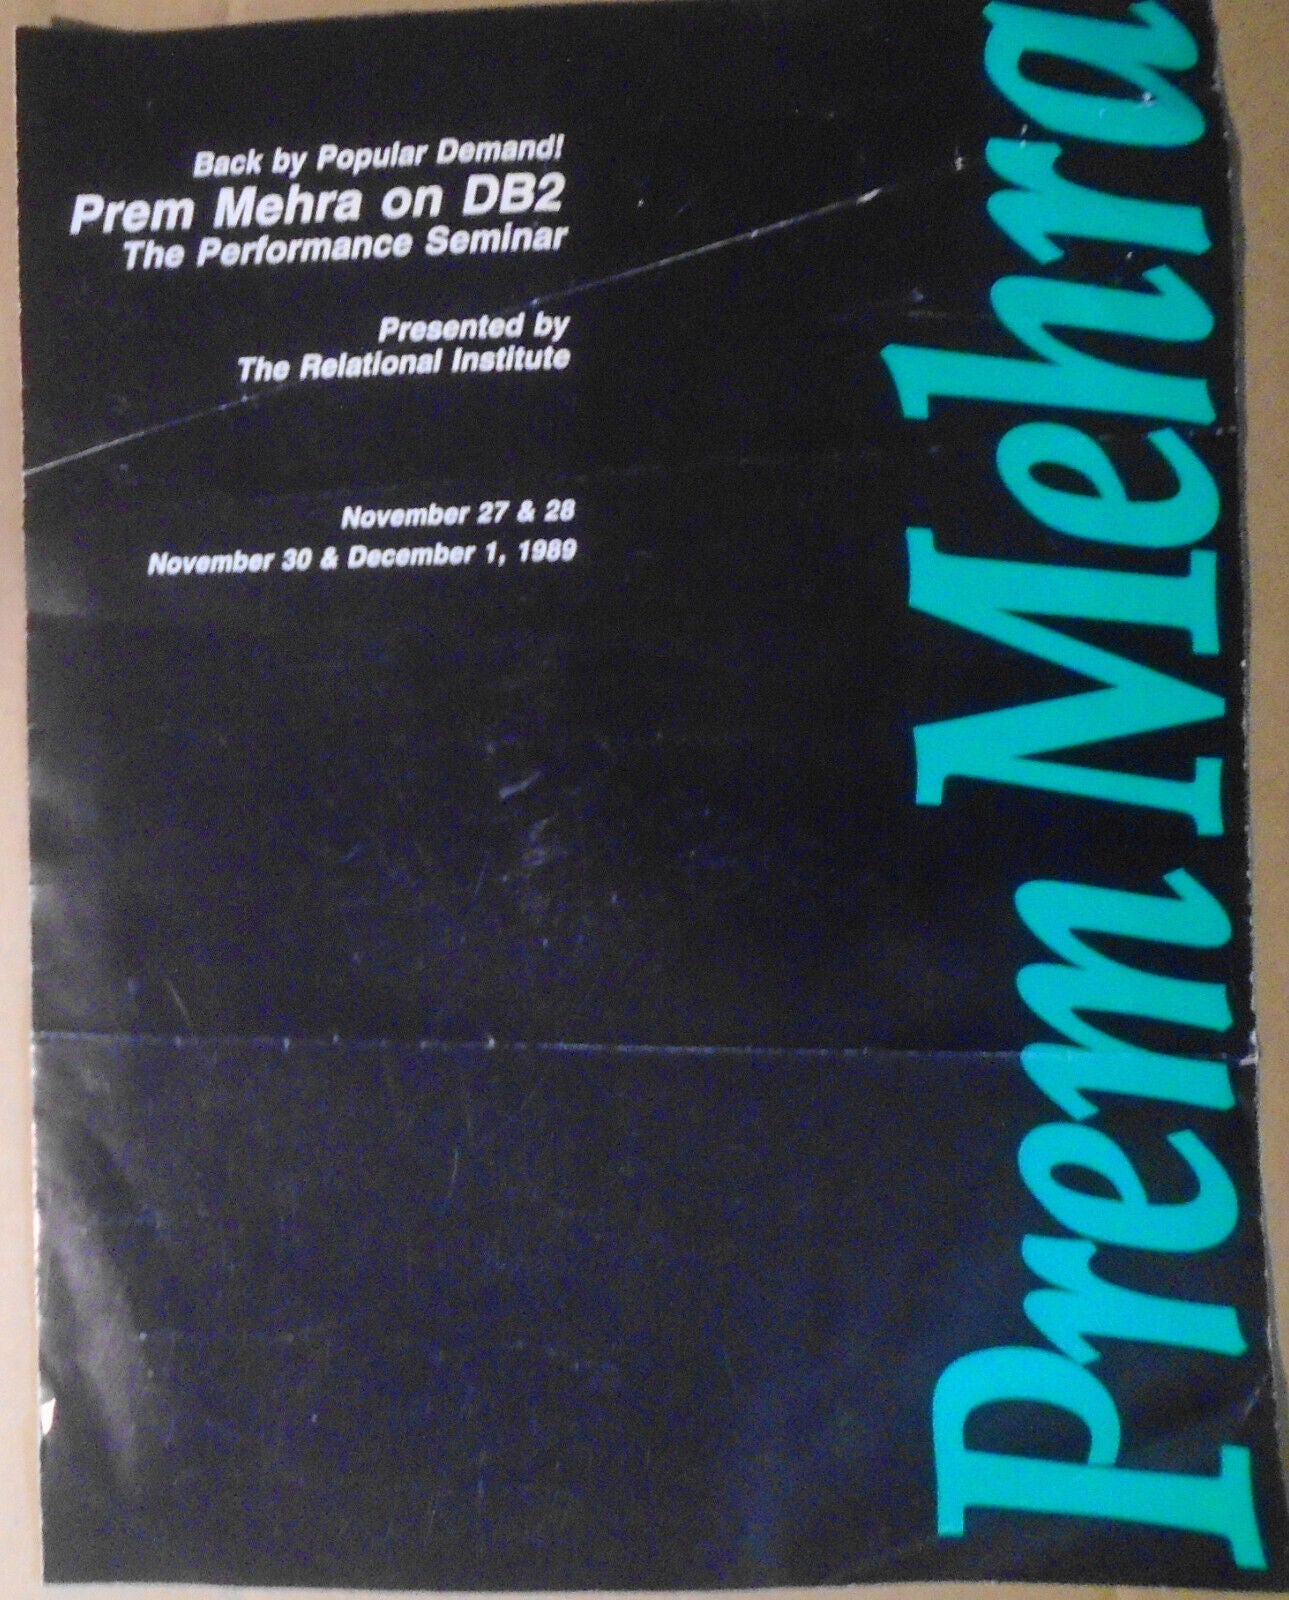 Back by Popular Demand!
Prem Mehra on DB2
The Performance Seminar
Presented by
The Relational Institute
November 27 & 28
November 30 & December 1, 1989
Prem Mehra